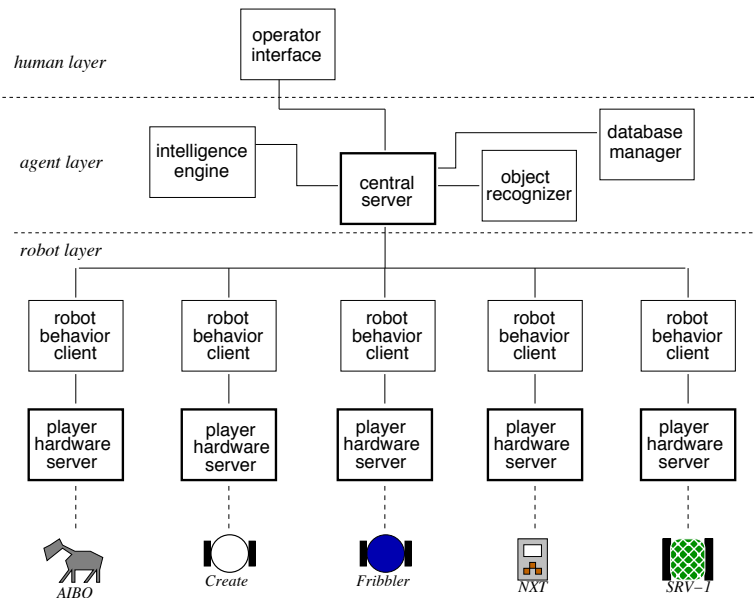 operator
interface
human layer
agent layer
intelligence
engine
central
server
object
recognizer
database
manager
robot layer
robot
behavior
client
robot
behavior
client
robot
behavior
client
robot
behavior
client
robot
behavior
client
player
hardware
server
player
hardware
server
player
hardware
server
player
hardware
server
player
hardware
server
AIBO
Create
Fribbler
NXT
SRV-1